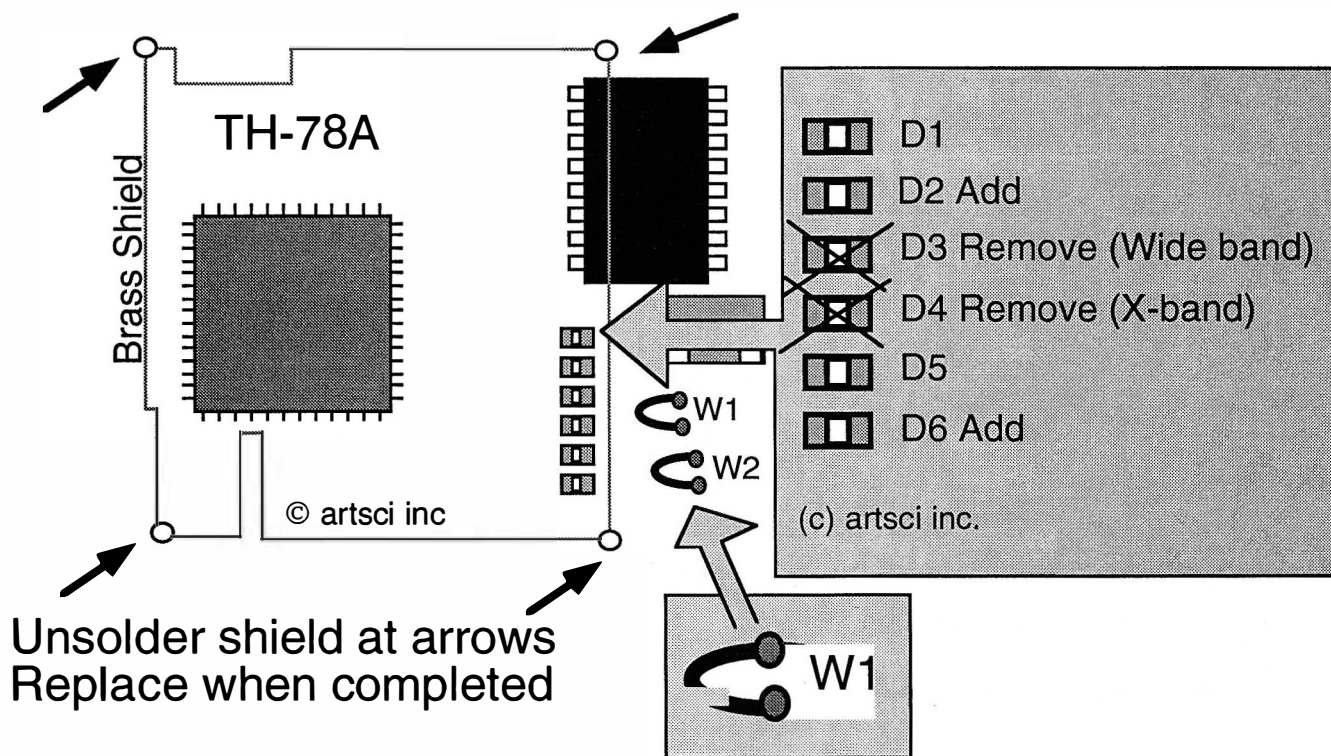 TH-78A
Brass Shield
D1
D2 Add
D3 Remove (Wide band)
D4 Remove (X-band)
D5
D6 Add
W1
W2
© artsci inc
(c) artsci inc.
Unsolder shield at arrows
Replace when completed
W1